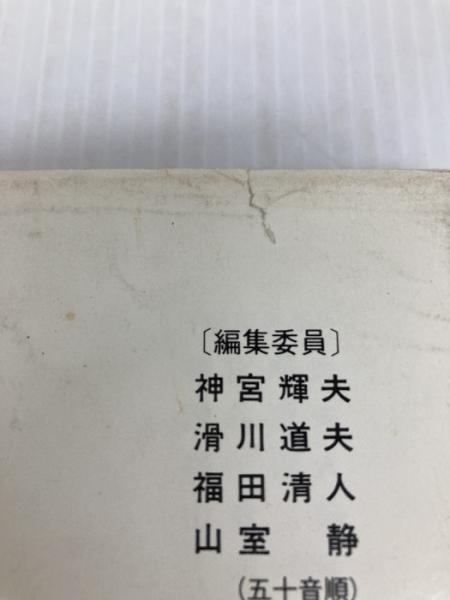 〔編集委員〕
神宮輝夫
滑川道夫
福田清人
山室　静
（五十音順）